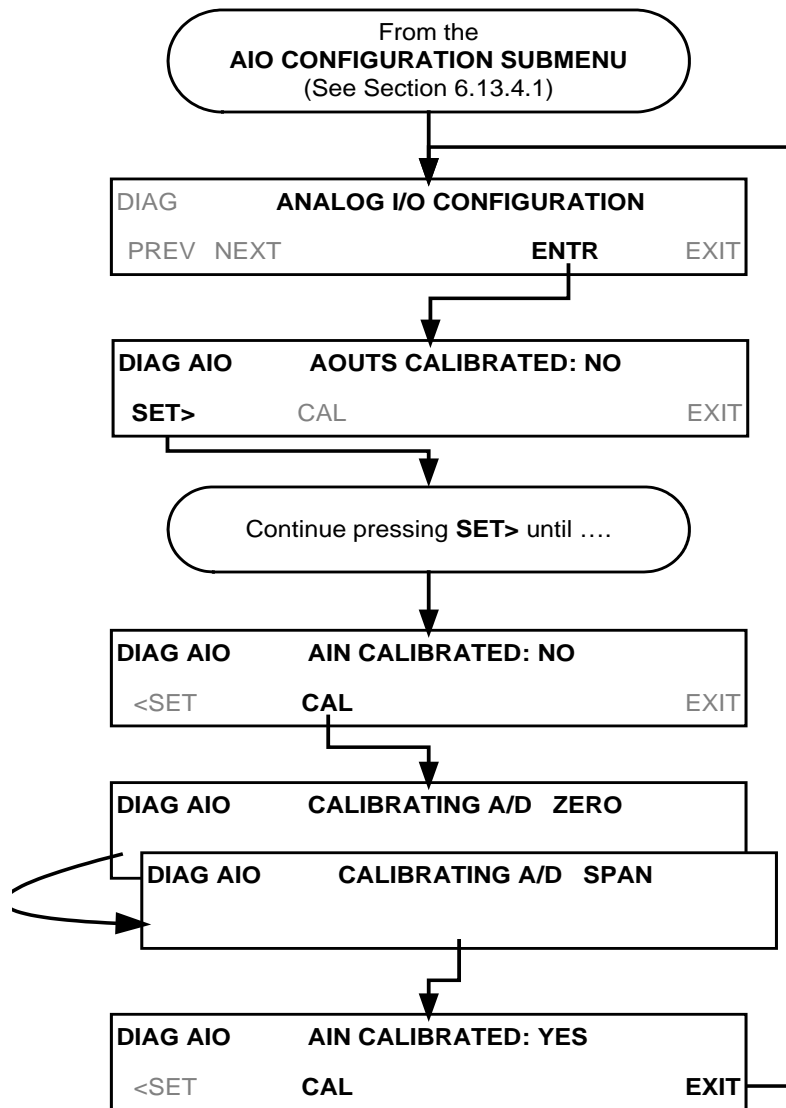 From the
AIO CONFIGURATION SUBMENU
(See Section 6.13.4.1)
DIAG ANALOG I/O CONFIGURATION
PREV NEXT ENTR EXIT
DIAG AIO AOUTS CALIBRATED: NO
SET> CAL EXIT
Continue pressing SET> until ….
DIAG AIO AIN CALIBRATED: NO
<SET CAL EXIT
DIAG AIO CALIBRATING A/D ZERO
DIAG AIO CALIBRATING A/D SPAN
DIAG AIO AIN CALIBRATED: YES
<SET CAL EXIT